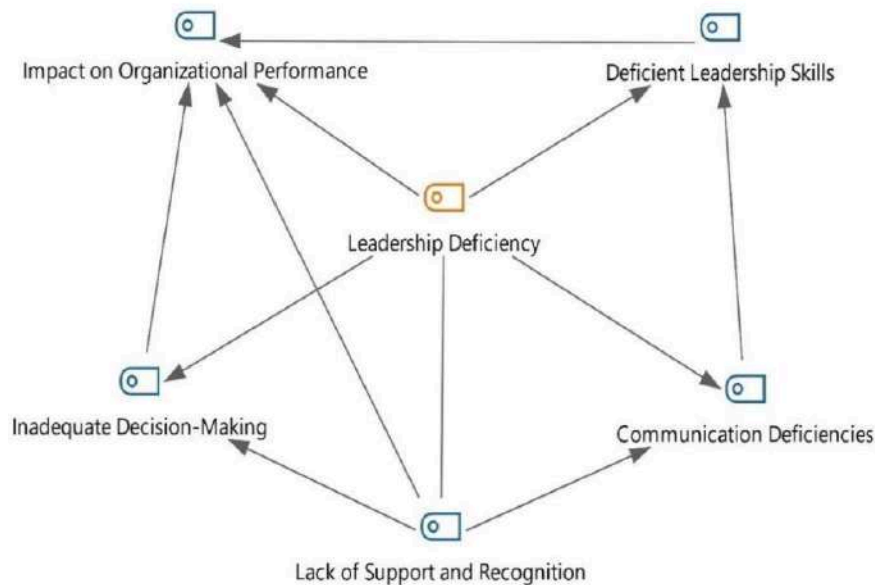 Impact on Organizational Performance
Deficient Leadership Skills
Leadership Deficiency
Inadequate Decision-Making
Communication Deficiencies
Lack of Support and Recognition